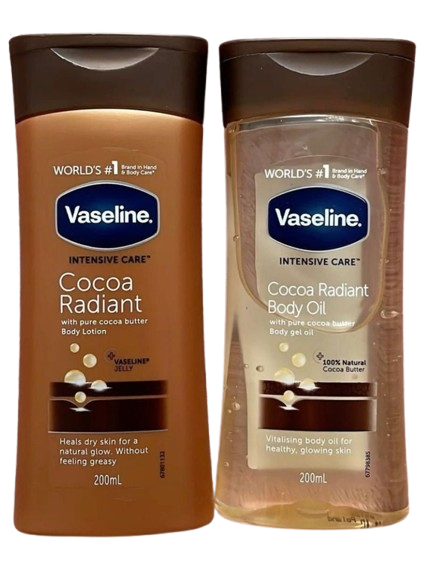 WORLD'S #1 Brand in Hand
& Body Care*
Vaseline.
INTENSIVE CARE™
Cocoa
Radiant
with pure cocoa butter
Body Lotion
+VASELINE®
JELLY
Heals dry skin for a
natural glow. Without
feeling greasy
200mL
WORLD'S #1 Brand in Hand
& Body Care*
Vaseline.
INTENSIVE CARE™
Cocoa Radiant
Body Oil
with pure cocoa butter
Body gel oil
+100% Natural
Cocoa Butter
Vitalising body oil for
healthy, glowing skin
200mL